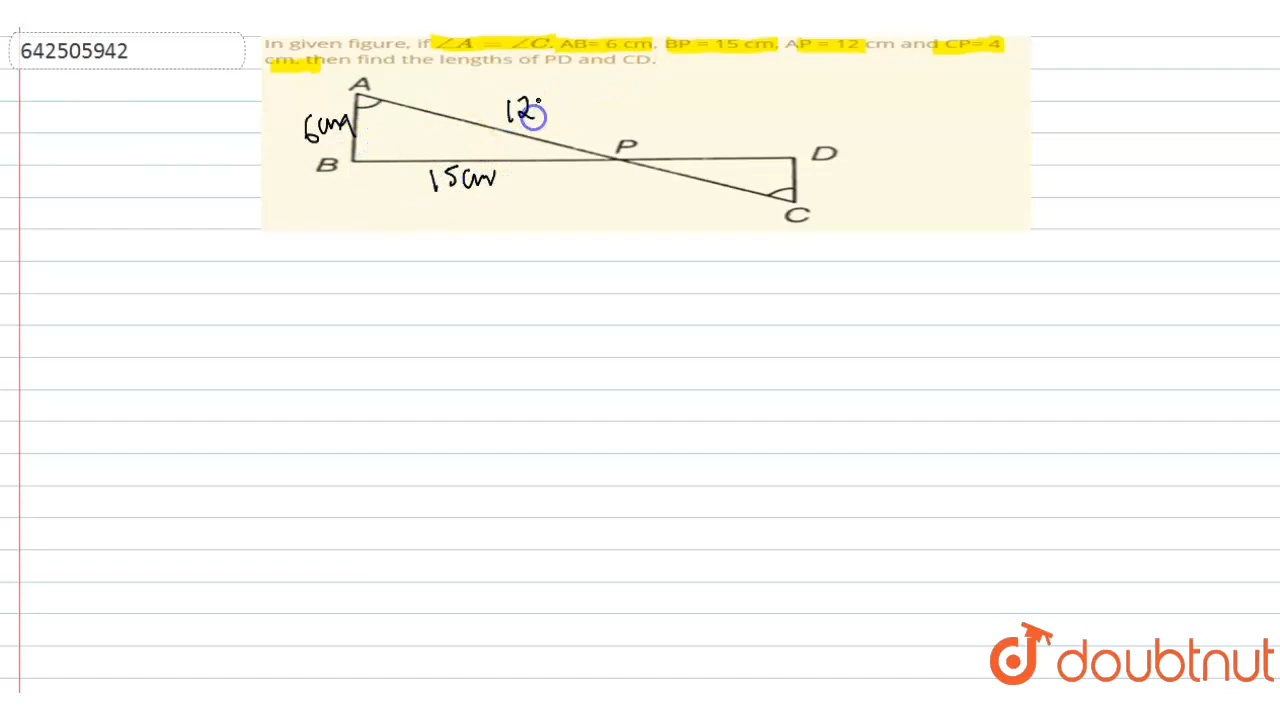 642505942
In given figure, if ∠A = ∠C, AB= 6 cm, BP = 15 cm, AP = 12 cm and CP= 4
cm, then find the lengths of PD and CD.
A
12
6cm
P
D
B
15cm
C
doubtnut